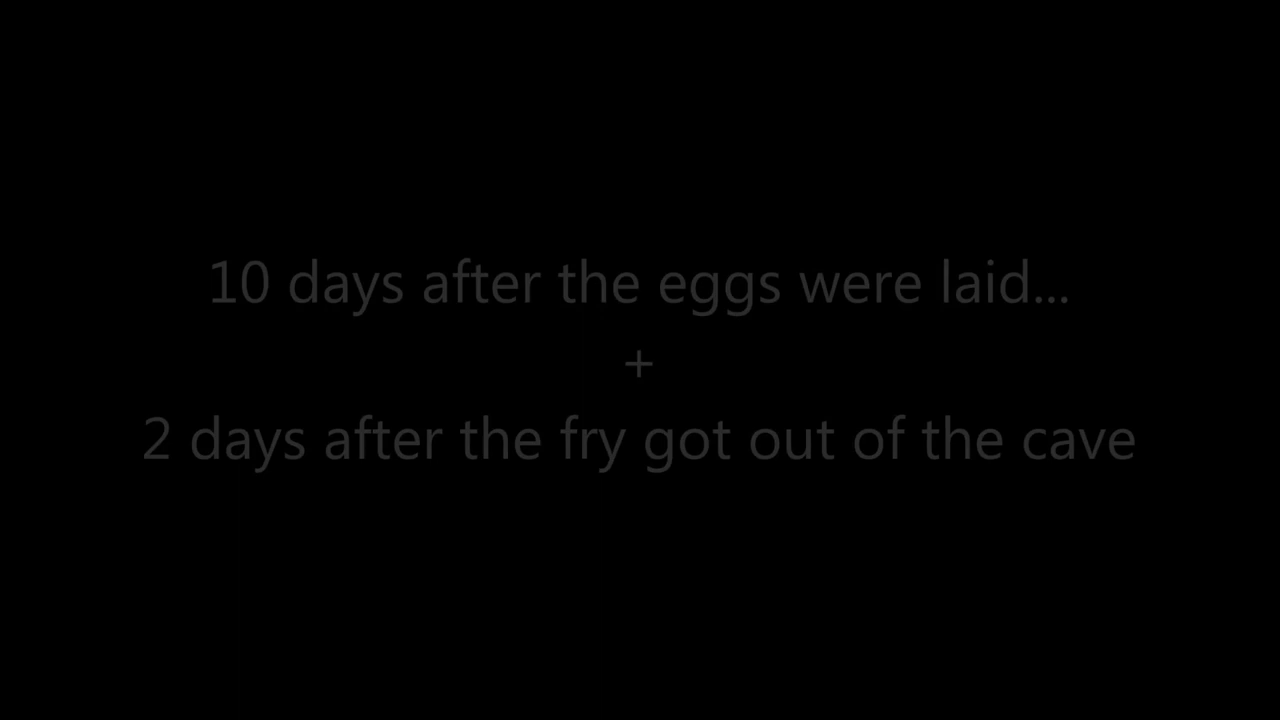 10 days after the eggs were laid...
+
2 days after the fry got out of the cave